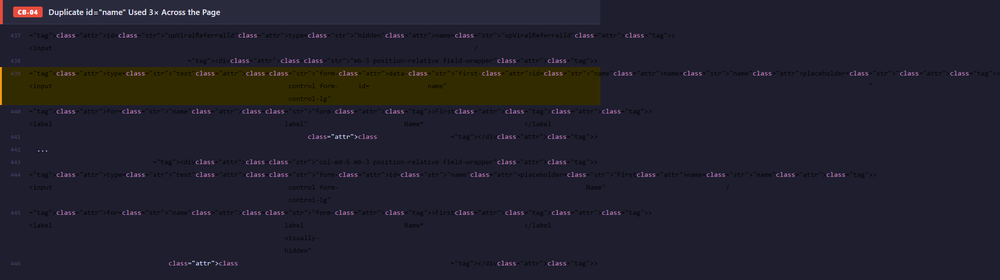 CB-04 Duplicate id="name" Used 3× Across the Page
437 ="tag">class="attr">id=class="str">"upViralReferralId"class="attr">type=class="str">"hidden"class="attr">name=class="str">"upViralReferralId"class="attr">class="tag">>
<input /
438 ="tag"><divclass="attr">class=class="str">"mb-3 position-relative field-wrapper"class="attr">class="tag">>
439 ="tag">class="attr">type=class="str">"text"class="attr">class=class="str">"form-class="attr">data-class="str">"first-class="attr">id=class="str">"name"class="attr">name=class="str">"name"class="attr">placeholder=class="str">"class="attr">class="tag">>
<input control form- id= name" "
control-lg"
440 ="tag">class="attr">for=class="str">"name"class="attr">class=class="str">"form-class="attr">class="tag">>Firstclass="attr">class="tag">class="attr">class="tag">>
<label label" Name* </label
441 class="attr">class ="tag"></divclass="attr">class="tag">>
442 ...
443 ="tag"><divclass="attr">class=class="str">"col-md-6 mb-3 position-relative field-wrapper"class="attr">class="tag">>
444 ="tag">class="attr">type=class="str">"text"class="attr">class=class="str">"form-class="attr">id=class="str">"name"class="attr">placeholder=class="str">"Firstclass="attr">name=class="str">"name"class="attr">class="tag">>
<input control form- Name" /
control-lg"
445 ="tag">class="attr">for=class="str">"name"class="attr">class=class="str">"form-class="attr">class="tag">>Firstclass="attr">class="tag">class="attr">class="tag">>
<label label Name* </label
visually-
hidden"
446 class="attr">class ="tag"></divclass="attr">class="tag">>